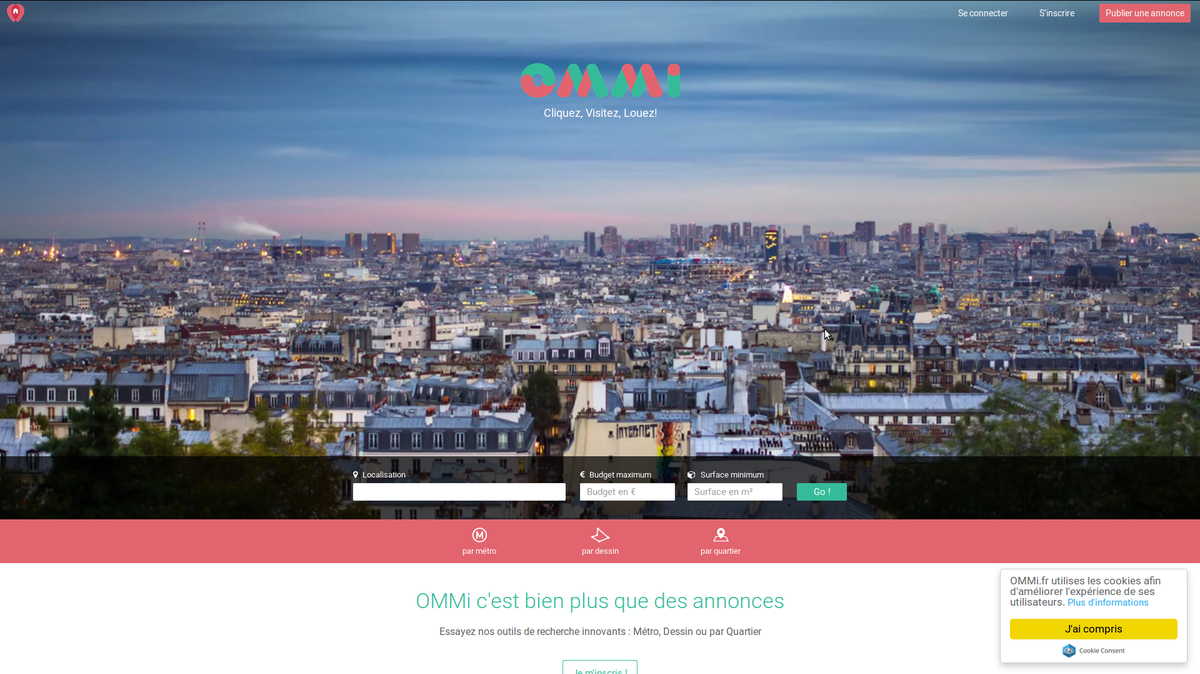 Se connecter
S'inscrire
Publier une annonce
OMMi
Cliquez, Visitez, Louez!
Localisation
€ Budget maximum
Surface minimum
Budget en €
Surface en m²
Go !
INTERNET
M
par métro
par dessin
par quartier
OMMi c'est bien plus que des annonces
Essayez nos outils de recherche innovants : Métro, Dessin ou par Quartier
Je m'inscris !
OMMi.fr utilises les cookies afin
d'améliorer l'expérience de ses
utilisateurs. Plus d'informations
J'ai compris
Cookie Consent